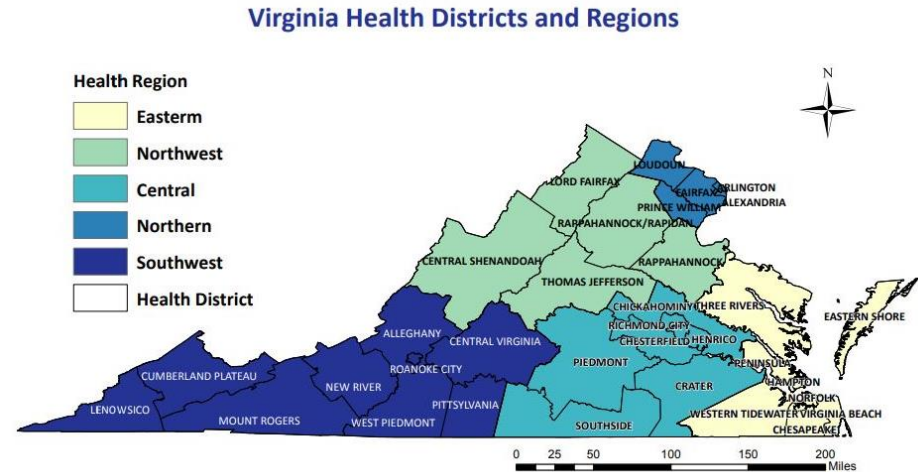 Virginia Health Districts and Regions
Health Region
Easterm
Northwest
Central
Northern
Southwest
Health District
N
LOUDOUN
LORD FAIRFAX
FAIRFAX
ARLINGTON
PRINCE WILLIAM
ALEXANDRIA
RAPPAHANNOCK/RAPIDAN
CENTRAL SHENANDOAH
RAPPAHANNOCK
THOMAS JEFFERSON
CHICKAHOMINY
THREE RIVERS
EASTERN SHORE
RICHMOND CITY
ALLEGHANY
CENTRAL VIRGINIA
CHESTERFIELD
HENRICO
PIEDMONT
PENINSULA
ROANOKE CITY
CUMBERLAND PLATEAU
NEW RIVER
CRATER
HAMPTON
NORFOLK
LENOWSICO
PITTSYLVANIA
WESTERN TIDEWATER
VIRGINIA BEACH
MOUNT ROGERS
WEST PIEDMONT
SOUTHSIDE
CHESAPEAKE
0 25 50 100 150 200
Miles